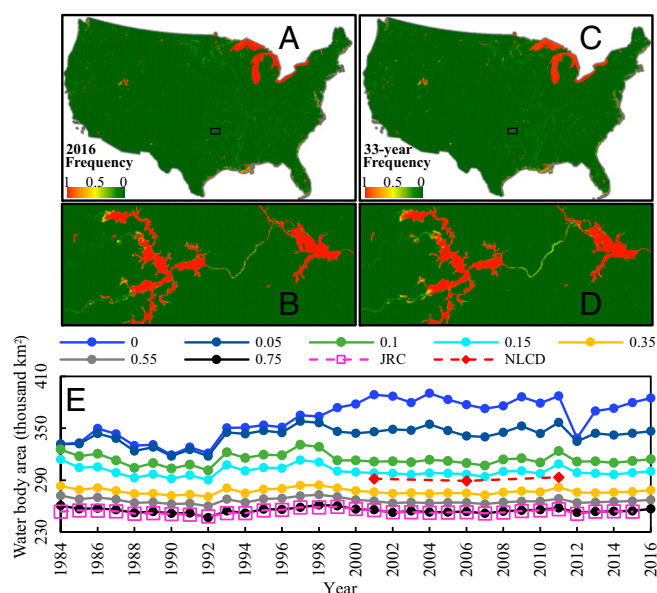 A
C
2016
Frequency
1 0.5 0
33-year
Frequency
1 0.5 0
B
D
0 0.05 0.1 0.15 0.35
0.55 0.75 JRC NLCD
E
Water body area (thousand km²)
410
350
290
230
1984 1986 1988 1990 1992 1994 1996 1998 2000 2002 2004 2006 2008 2010 2012 2014 2016
Year